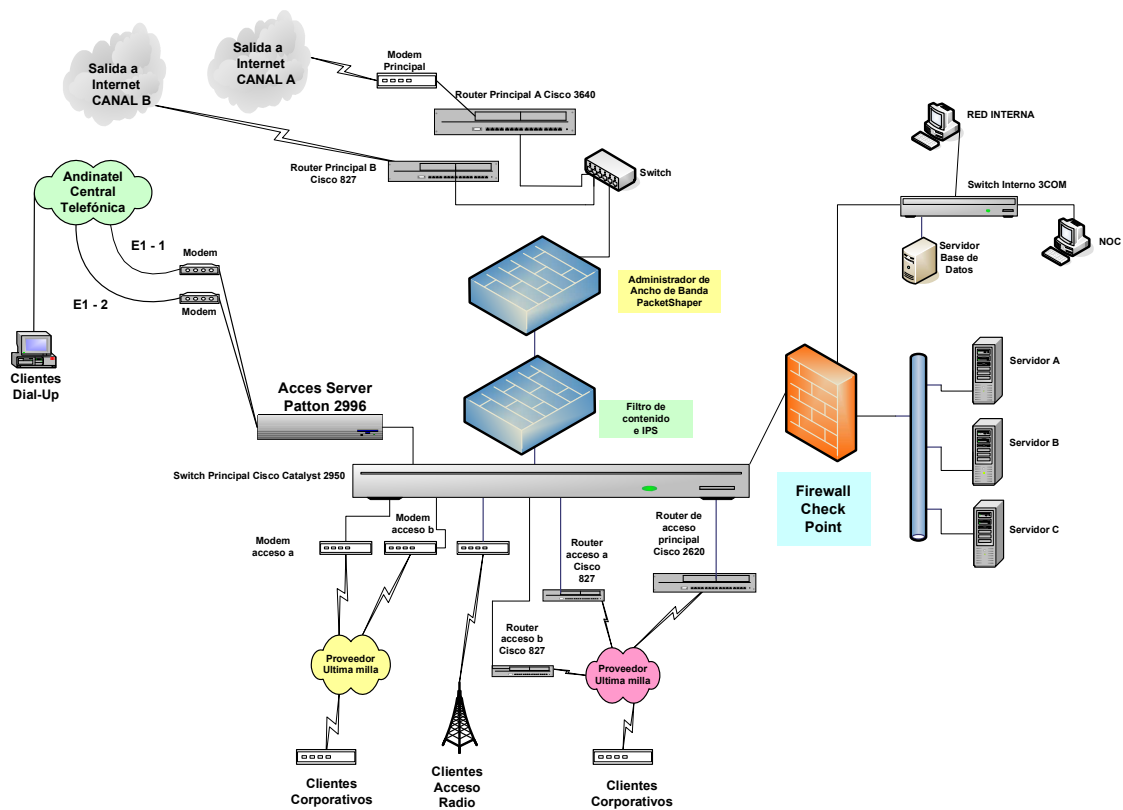 Salida a
Internet
CANAL A
Salida a
Internet
CANAL B
Modem
Principal
Router Principal A Cisco 3640
Router Principal B
Cisco 827
Switch
RED INTERNA
Switch Interno 3COM
Servidor
Base de
Datos
NOC
Andinatel
Central
Telefónica
E1 - 1
Modem
E1 - 2
Modem
Clientes
Dial-Up
Administrador de
Ancho de Banda
PacketShaper
Acces Server
Patton 2996
Filtro de
contenido
e IPS
Servidor A
Servidor B
Servidor C
Firewall
Check
Point
Switch Principal Cisco Catalyst 2950
Modem
acceso a
Modem
acceso b
Router
acceso a
Cisco
827
Router de
acceso
principal
Cisco 2620
Router
acceso b
Cisco 827
Proveedor
Ultima milla
Proveedor
Ultima milla
Clientes
Corporativos
Clientes
Acceso
Radio
Clientes
Corporativos